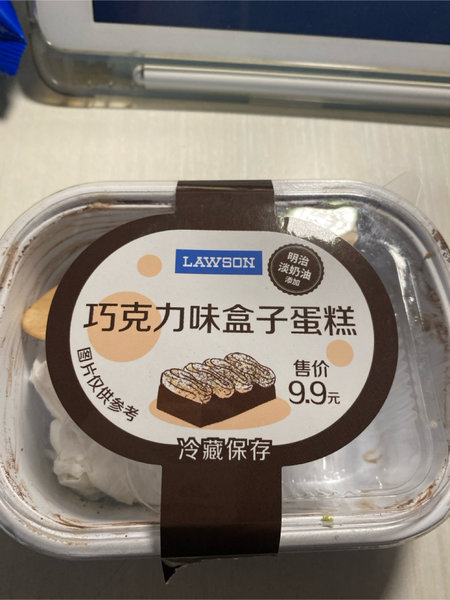 LAWSON
明治
淡奶油
添加
巧克力味盒子蛋糕
图片仅供参考
售价
9.9元
冷藏保存